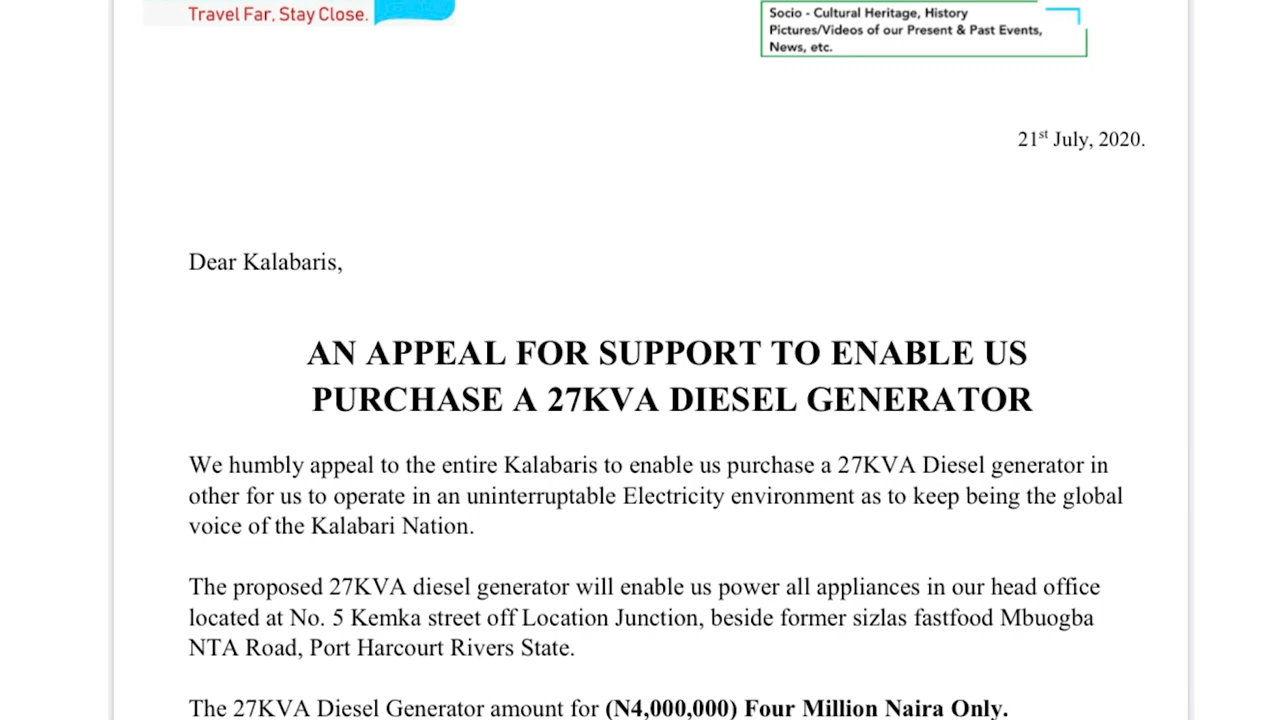 Travel Far, Stay Close.
Socio - Cultural Heritage, History
Pictures/Videos of our Present & Past Events,
News, etc.
21st July, 2020.
Dear Kalabaris,
AN APPEAL FOR SUPPORT TO ENABLE US
PURCHASE A 27KVA DIESEL GENERATOR
We humbly appeal to the entire Kalabaris to enable us purchase a 27KVA Diesel generator in
other for us to operate in an uninterruptable Electricity environment as to keep being the global
voice of the Kalabari Nation.
The proposed 27KVA diesel generator will enable us power all appliances in our head office
located at No. 5 Kemka street off Location Junction, beside former sizlas fastfood Mbuogba
NTA Road, Port Harcourt Rivers State.
The 27KVA Diesel Generator amount for (N4,000,000) Four Million Naira Only.